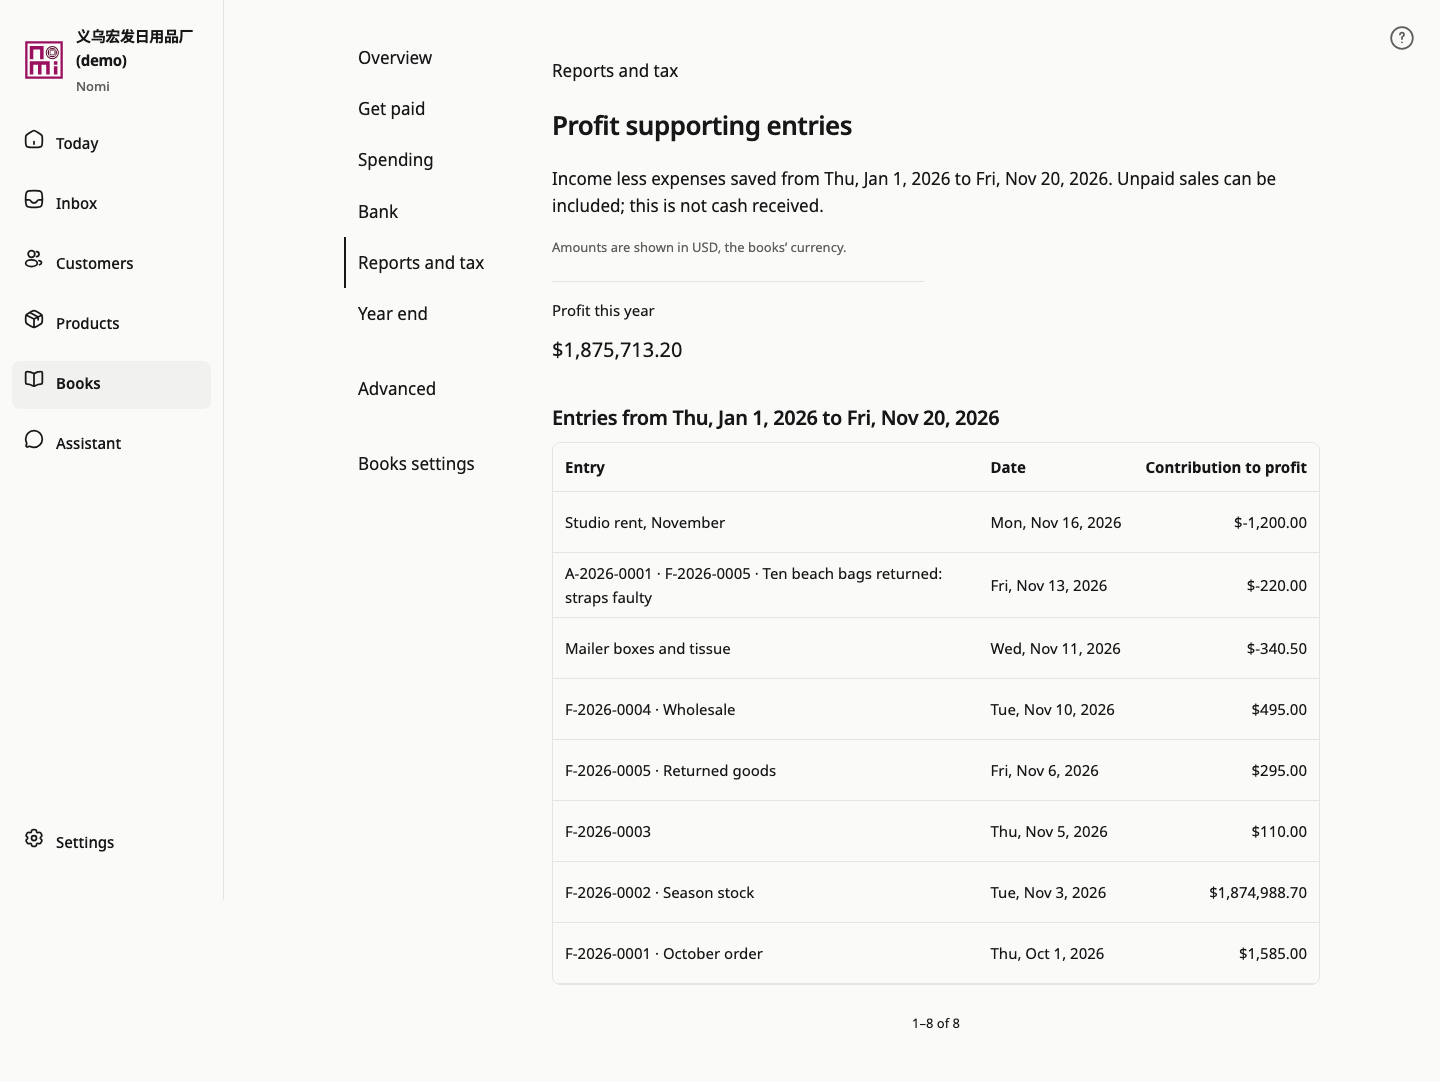 义乌宏发日用品厂
(demo)
Nomi
Today
Inbox
Customers
Products
Books
Assistant
Settings
Overview
Get paid
Spending
Bank
Reports and tax
Year end
Advanced
Books settings
Reports and tax
Profit supporting entries
Income less expenses saved from Thu, Jan 1, 2026 to Fri, Nov 20, 2026. Unpaid sales can be
included; this is not cash received.
Amounts are shown in USD, the books’ currency.
Profit this year
$1,875,713.20
Entries from Thu, Jan 1, 2026 to Fri, Nov 20, 2026
Entry Date Contribution to profit
Studio rent, November Mon, Nov 16, 2026 $-1,200.00
A-2026-0001 · F-2026-0005 · Ten beach bags returned:
straps faulty Fri, Nov 13, 2026 $-220.00
Mailer boxes and tissue Wed, Nov 11, 2026 $-340.50
F-2026-0004 · Wholesale Tue, Nov 10, 2026 $495.00
F-2026-0005 · Returned goods Fri, Nov 6, 2026 $295.00
F-2026-0003 Thu, Nov 5, 2026 $110.00
F-2026-0002 · Season stock Tue, Nov 3, 2026 $1,874,988.70
F-2026-0001 · October order Thu, Oct 1, 2026 $1,585.00
1–8 of 8